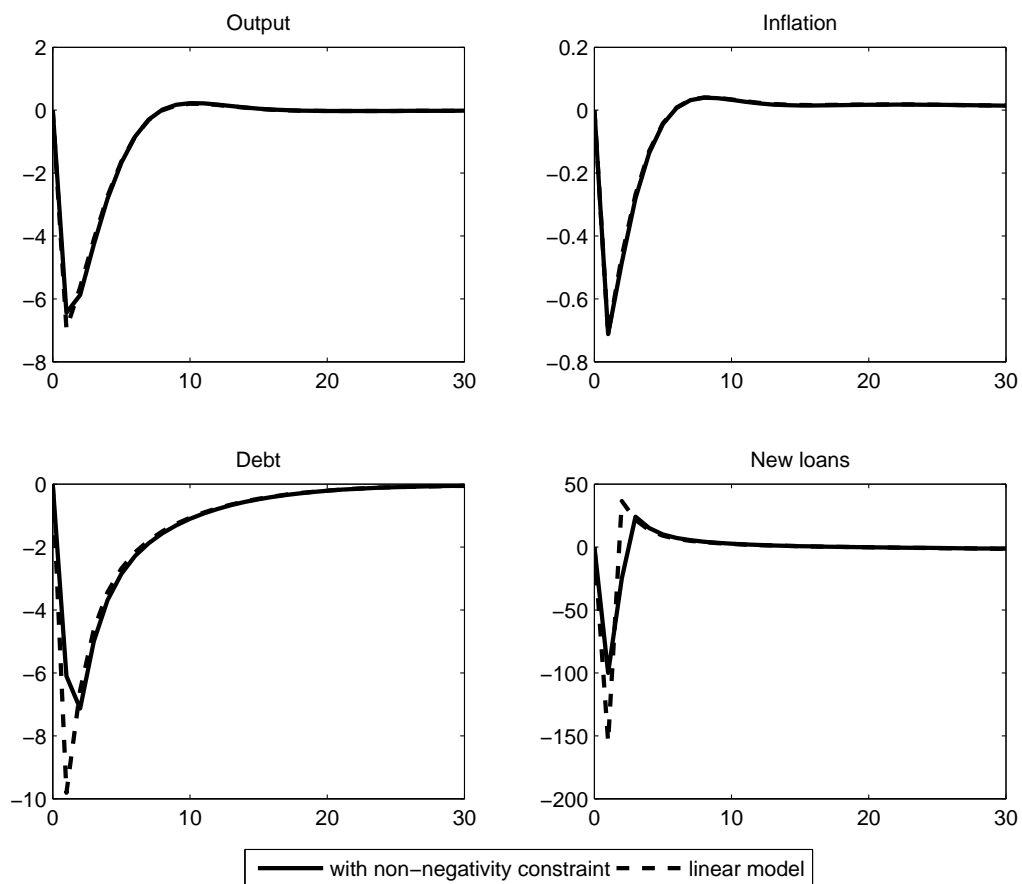 Output
2
0
−2
−4
−6
−8
0 10 20 30
Inflation
0.2
0
−0.2
−0.4
−0.6
−0.8
0 10 20 30
Debt
0
−2
−4
−6
−8
−10
0 10 20 30
New loans
50
0
−50
−100
−150
−200
0 10 20 30
with non−negativity constraint linear model